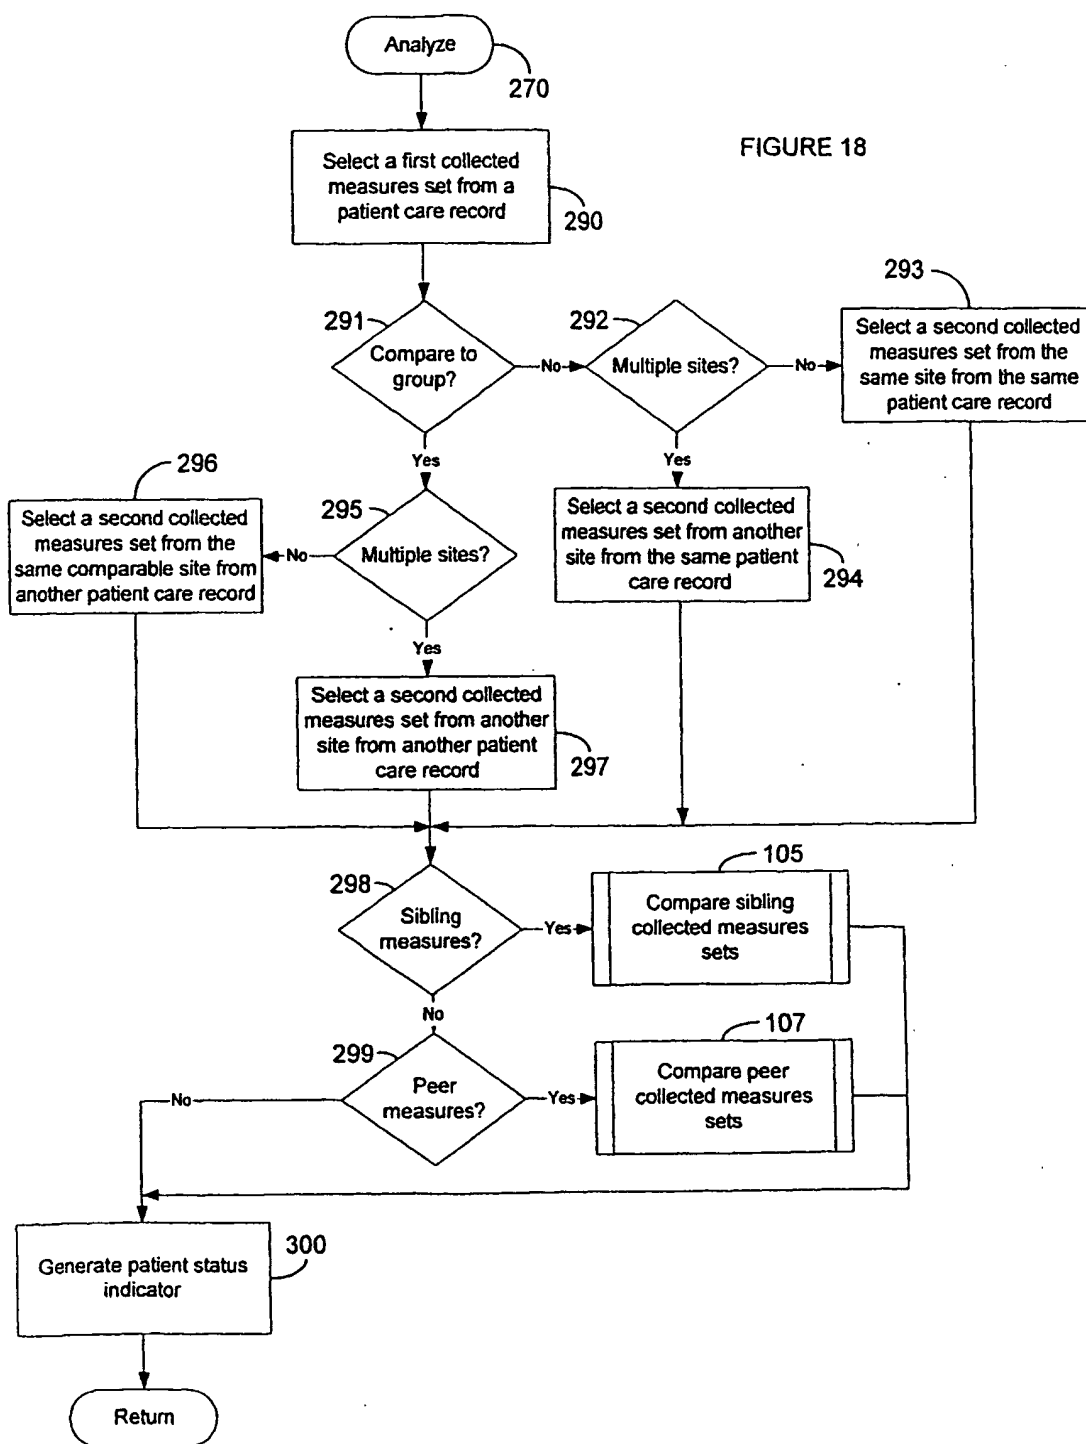 Analyze
270
FIGURE 18
Select a first collected
measures set from a
patient care record
290
291
Compare to
group?
No
292
Multiple sites?
No
293
Select a second collected
measures set from the
same site from the same
patient care record
Yes
Yes
296
Select a second collected
measures set from the
same comparable site from
another patient care record
No
295
Multiple sites?
Select a second collected
measures set from another
site from the same patient
care record
294
Yes
Select a second collected
measures set from another
site from another patient
care record
297
298
Sibling
measures?
Yes
105
Compare sibling
collected measures
sets
No
299
Peer
measures?
No
Yes
107
Compare peer
collected measures
sets
Generate patient status
indicator
300
Return